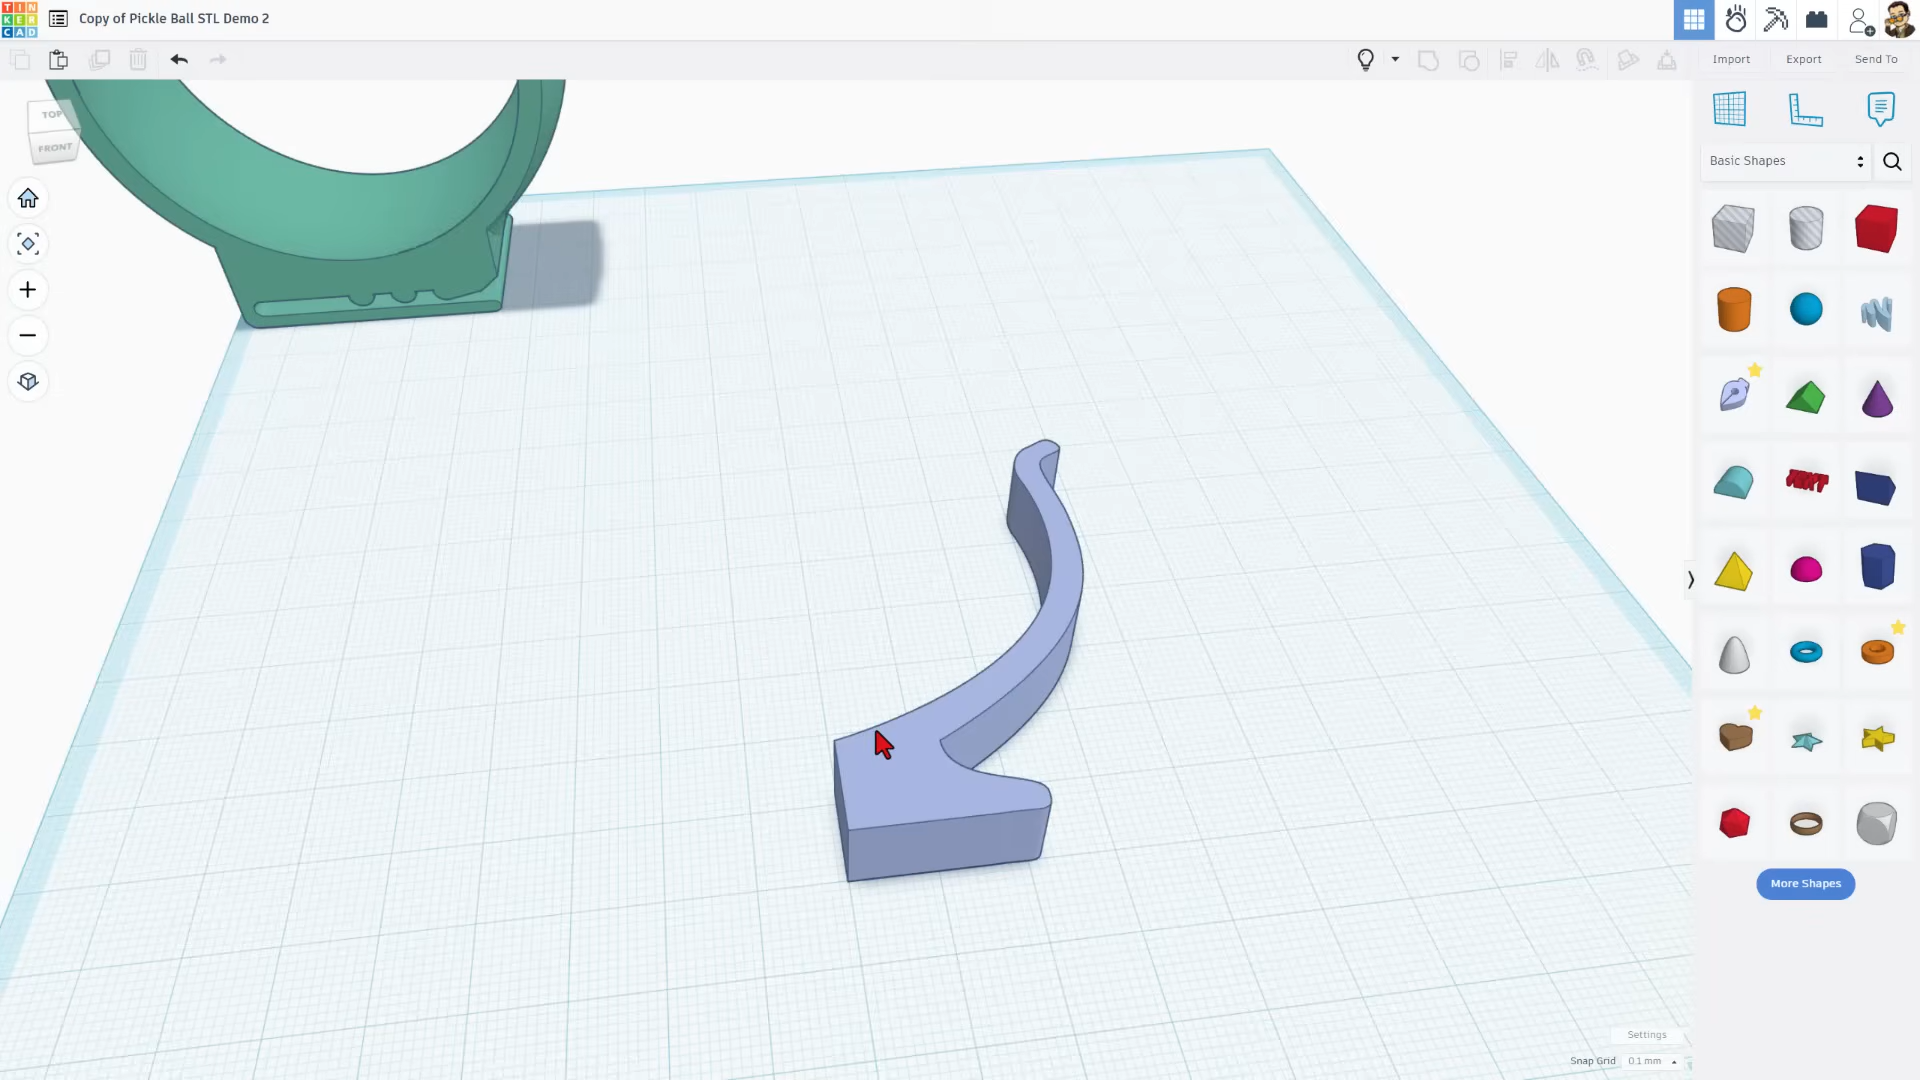 TIN
KER
CAD
Copy of Pickle Ball STL Demo 2
Import
Export
Send To
TOP
FRONT
Basic Shapes
More Shapes
Settings
Snap Grid
0.1 mm